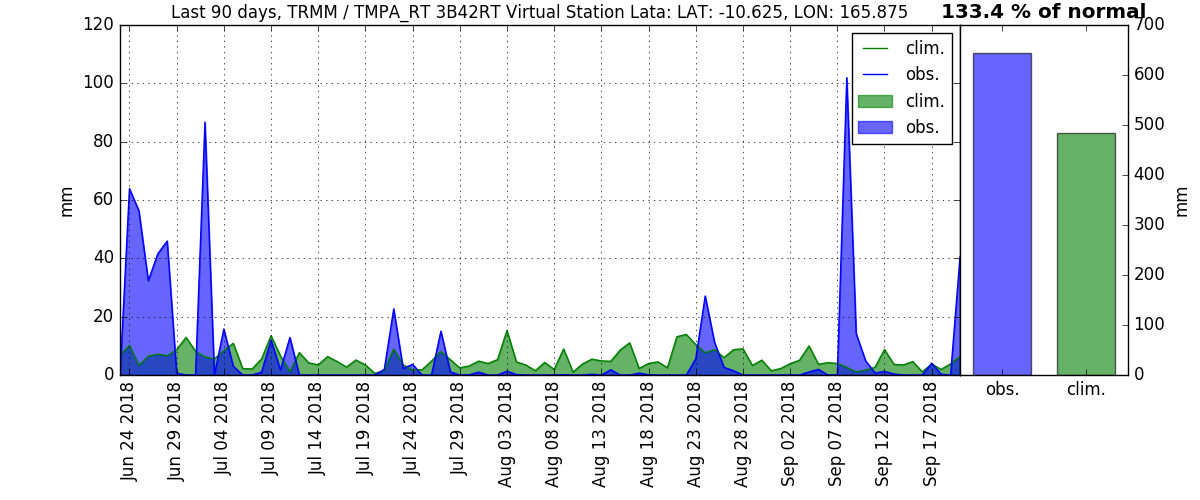 Last 90 days, TRMM / TMPA_RT 3B42RT Virtual Station Lata: LAT: -10.625, LON: 165.875
133.4 % of normal
120
100
80
60
40
20
0
mm
clim.
obs.
clim.
obs.
Jun 24 2018
Jun 29 2018
Jul 04 2018
Jul 09 2018
Jul 14 2018
Jul 19 2018
Jul 24 2018
Jul 29 2018
Aug 03 2018
Aug 08 2018
Aug 13 2018
Aug 18 2018
Aug 23 2018
Aug 28 2018
Sep 02 2018
Sep 07 2018
Sep 12 2018
Sep 17 2018
700
600
500
400
300
200
100
0
mm
obs.
clim.